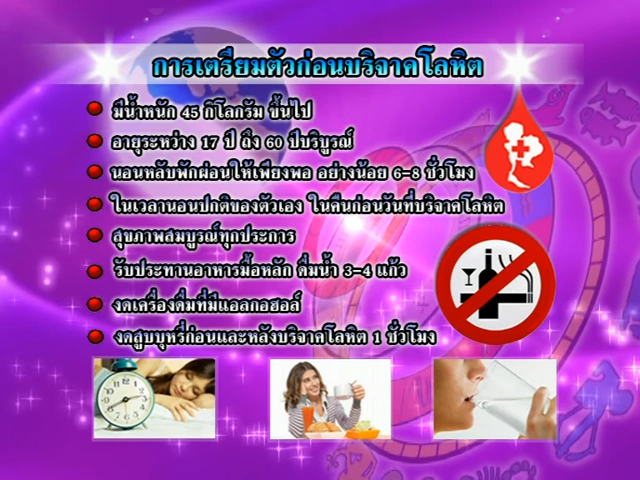 การเตรียมตัวก่อนบริจาคโลหิต
มีน้ำหนัก 45 กิโลกรัม ขึ้นไป
อายุระหว่าง 17 ปี ถึง 60 ปีบริบูรณ์
นอนหลับพักผ่อนให้เพียงพอ อย่างน้อย 6-8 ชั่วโมง
ในเวลานอนปกติของตัวเอง ในคืนก่อนวันที่บริจาคโลหิต
สุขภาพสมบูรณ์ทุกประการ
รับประทานอาหารมื้อหลัก ดื่มน้ำ 3-4 แก้ว
งดเครื่องดื่มที่มีแอลกอฮอล์
งดสูบบุหรี่ก่อนและหลังบริจาคโลหิต 1 ชั่วโมง